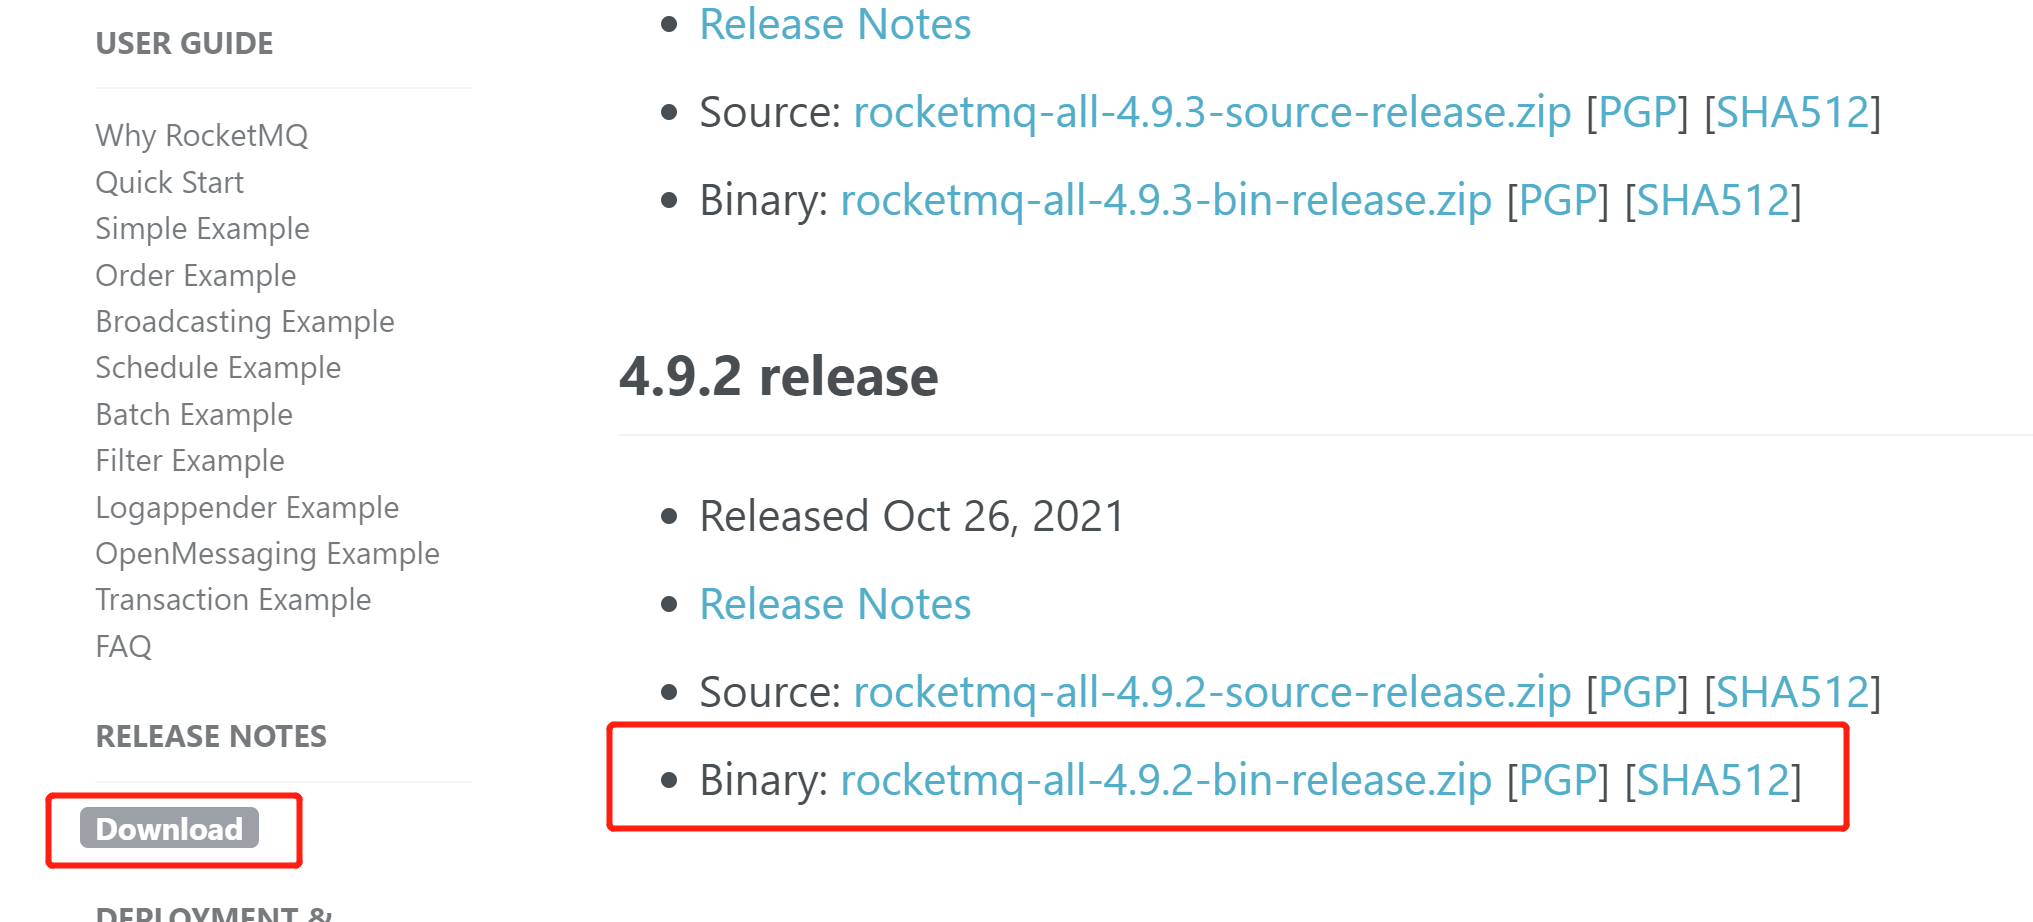 USER GUIDE
Why RocketMQ
Quick Start
Simple Example
Order Example
Broadcasting Example
Schedule Example
Batch Example
Filter Example
Logappender Example
OpenMessaging Example
Transaction Example
FAQ
RELEASE NOTES
Download
DEPLOYMENT &
Release Notes
Source: rocketmq-all-4.9.3-source-release.zip [PGP] [SHA512]
Binary: rocketmq-all-4.9.3-bin-release.zip [PGP] [SHA512]
4.9.2 release
Released Oct 26, 2021
Release Notes
Source: rocketmq-all-4.9.2-source-release.zip [PGP] [SHA512]
Binary: rocketmq-all-4.9.2-bin-release.zip [PGP] [SHA512]